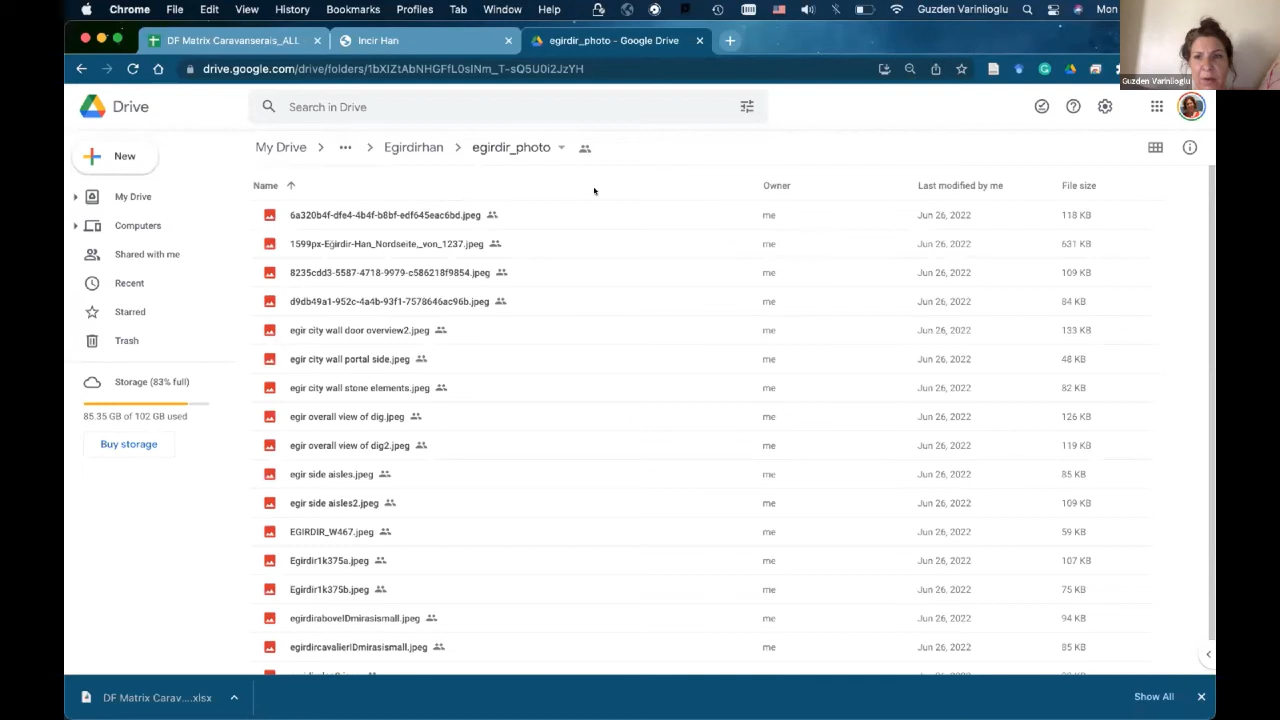 Chrome File Edit View History Bookmarks Profiles Tab Window Help Guzden Varinlioglu Mon
DF Matrix Caravanserais_ALL Incir Han egirdir_photo - Google Drive
drive.google.com/drive/folders/1bXIZtAbNHGFfL0sINm_T-sQ5U0i2JzYH
Guzden Varinlioglu
Drive Search in Drive
New My Drive Egirdirhan egirdir_photo
Name Owner Last modified by me File size
My Drive
Computers
Shared with me
Recent
Starred
Trash
Storage (83% full)
85.35 GB of 102 GB used
Buy storage
6a320b4f-dfe4-4b4f-b8bf-edf645eac6bd.jpeg me Jun 26, 2022 118 KB
1599px-Eğirdir-Han_Nordseite,_von_1237.jpeg me Jun 26, 2022 631 KB
8235cdd3-5587-4718-9979-c586218f9854.jpeg me Jun 26, 2022 109 KB
d9db49a1-952c-4a4b-93f1-7578646ac96b.jpeg me Jun 26, 2022 84 KB
egir city wall door overview2.jpeg me Jun 26, 2022 133 KB
egir city wall portal side.jpeg me Jun 26, 2022 48 KB
egir city wall stone elements.jpeg me Jun 26, 2022 82 KB
egir overall view of dig.jpeg me Jun 26, 2022 126 KB
egir overall view of dig2.jpeg me Jun 26, 2022 119 KB
egir side aisles.jpeg me Jun 26, 2022 85 KB
egir side aisles2.jpeg me Jun 26, 2022 109 KB
EGIRDIR_W467.jpeg me Jun 26, 2022 59 KB
Egirdir1k375a.jpeg me Jun 26, 2022 107 KB
Egirdir1k375b.jpeg me Jun 26, 2022 75 KB
egirdiraboveIDmirasismall.jpeg me Jun 26, 2022 94 KB
egirdircavalierIDmirasismall.jpeg me Jun 26, 2022 85 KB
DF Matrix Carav....xlsx Show All